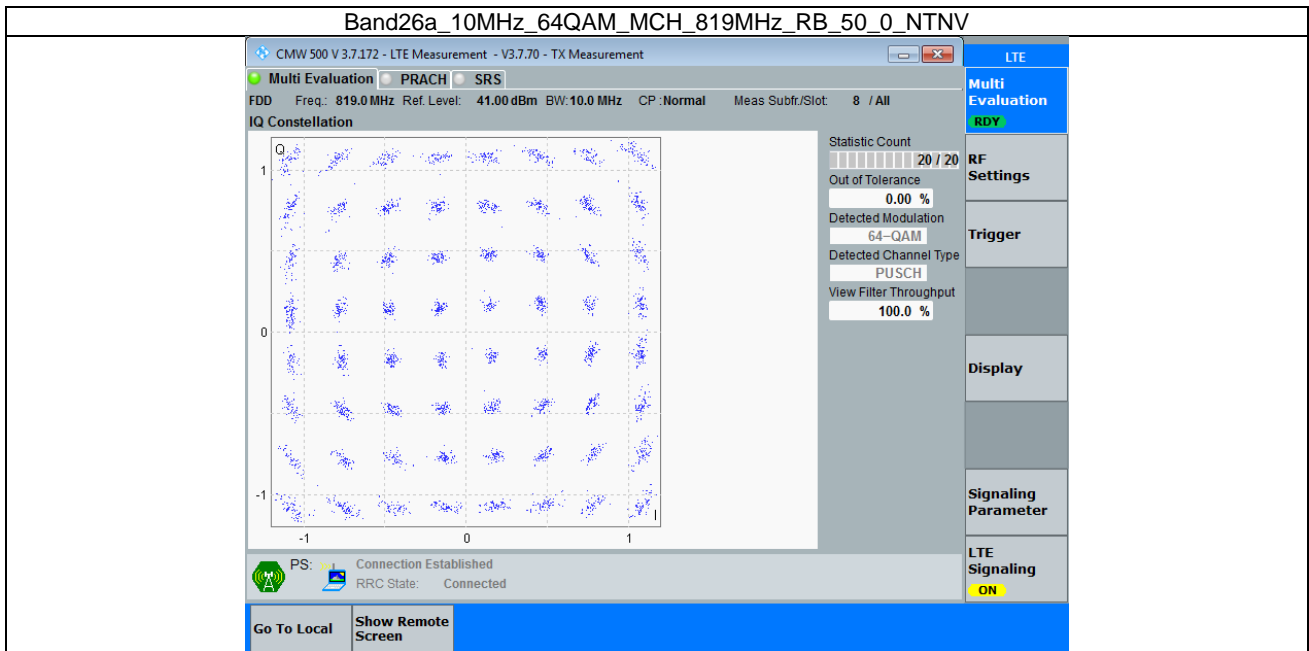 Band26a_10MHz_64QAM_MCH_819MHz_RB_50_0_NTNV
CMW 500 V 3.7.172 - LTE Measurement - V3.7.70 - TX Measurement
LTE
Multi Evaluation PRACH SRS
Multi
Evaluation
RDY
FDD Freq.: 819.0 MHz Ref. Level: 41.00 dBm BW: 10.0 MHz CP : Normal Meas Subfr./Slot: 8 / All
IQ Constellation
Q
1
0
-1
-1 0 1
I
Statistic Count
20 / 20
Out of Tolerance
0.00 %
Detected Modulation
64-QAM
Detected Channel Type
PUSCH
View Filter Throughput
100.0 %
RF
Settings
Trigger
Display
Signaling
Parameter
LTE
Signaling
ON
PS: Connection Established
RRC State: Connected
Go To Local
Show Remote
Screen